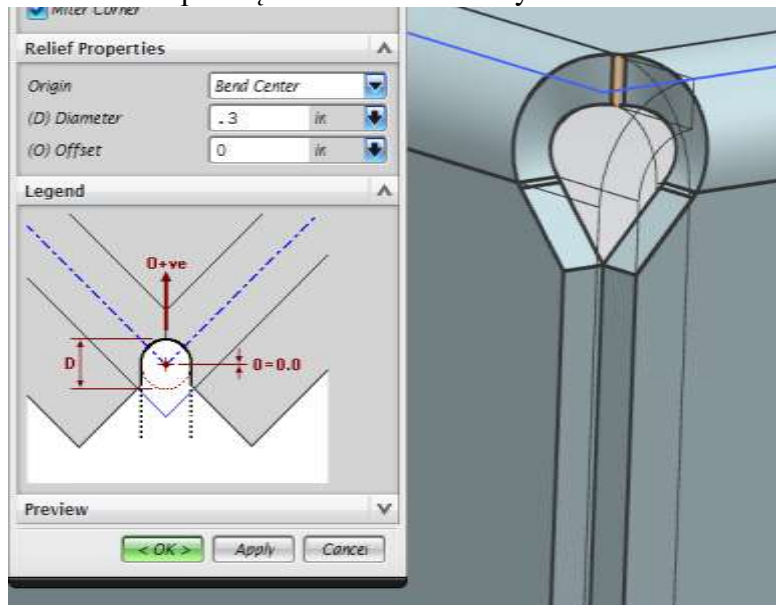 Miter Corner
Relief Properties
Origin Bend Center
(D) Diameter .3 in
(O) Offset 0 in
Legend
O+ve
D
O=0.0
Preview
< OK > Apply Cancel